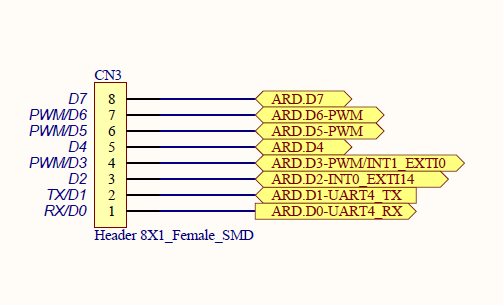 CN3
D7 8 ARD.D7
PWM/D6 7 ARD.D6-PWM
PWM/D5 6 ARD.D5-PWM
D4 5 ARD.D4
PWM/D3 4 ARD.D3-PWM/INT1_EXTI0
D2 3 ARD.D2-INT0_EXTI14
TX/D1 2 ARD.D1-UART4_TX
RX/D0 1 ARD.D0-UART4_RX
Header 8X1_Female_SMD